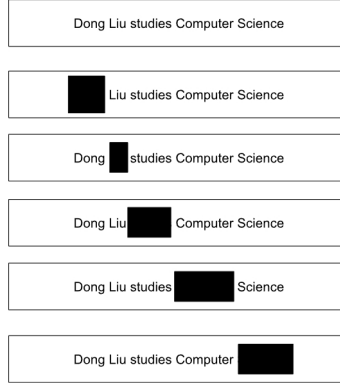 Dong Liu studies Computer Science
Liu studies Computer Science
Dong studies Computer Science
Dong Liu Computer Science
Dong Liu studies Science
Dong Liu studies Computer